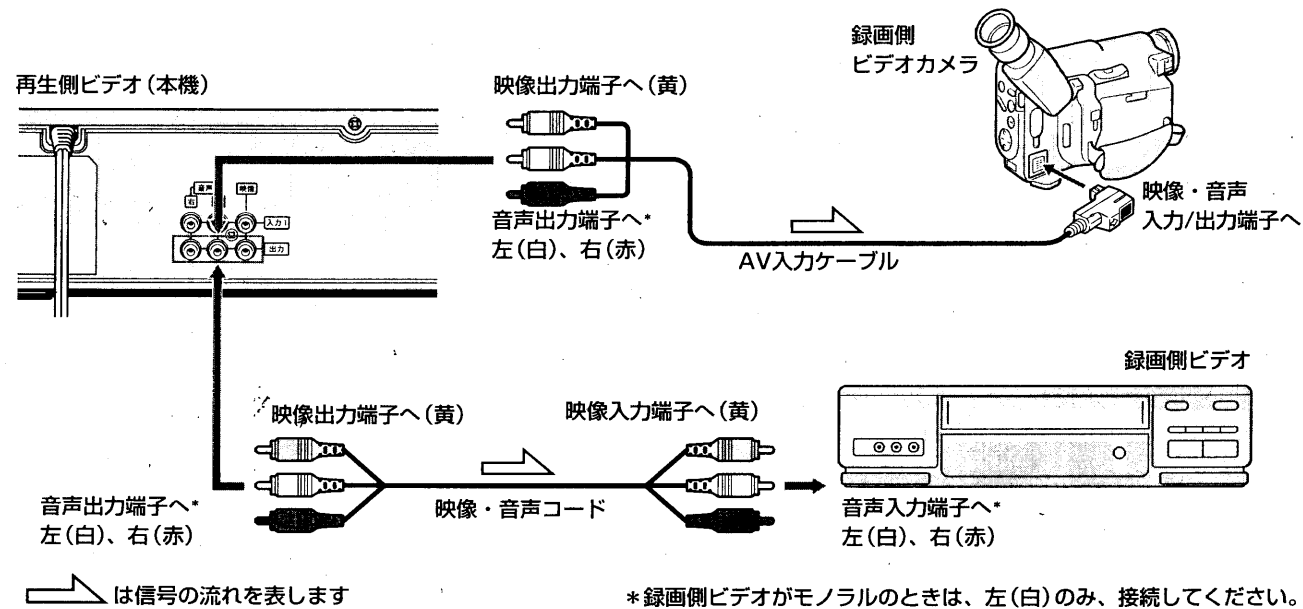 録画側
ビデオカメラ
再生側ビデオ(本機)
映像出力端子へ(黄)
音声
映像
右
入力1
出力
音声出力端子へ*
左(白)、右(赤)
映像・音声
入力/出力端子へ
AV入力ケーブル
録画側ビデオ
映像出力端子へ(黄)
映像入力端子へ(黄)
音声出力端子へ*
左(白)、右(赤)
映像・音声コード
音声入力端子へ*
左(白)、右(赤)
は信号の流れを表します
*録画側ビデオがモノラルのときは、左(白)のみ、接続してください。